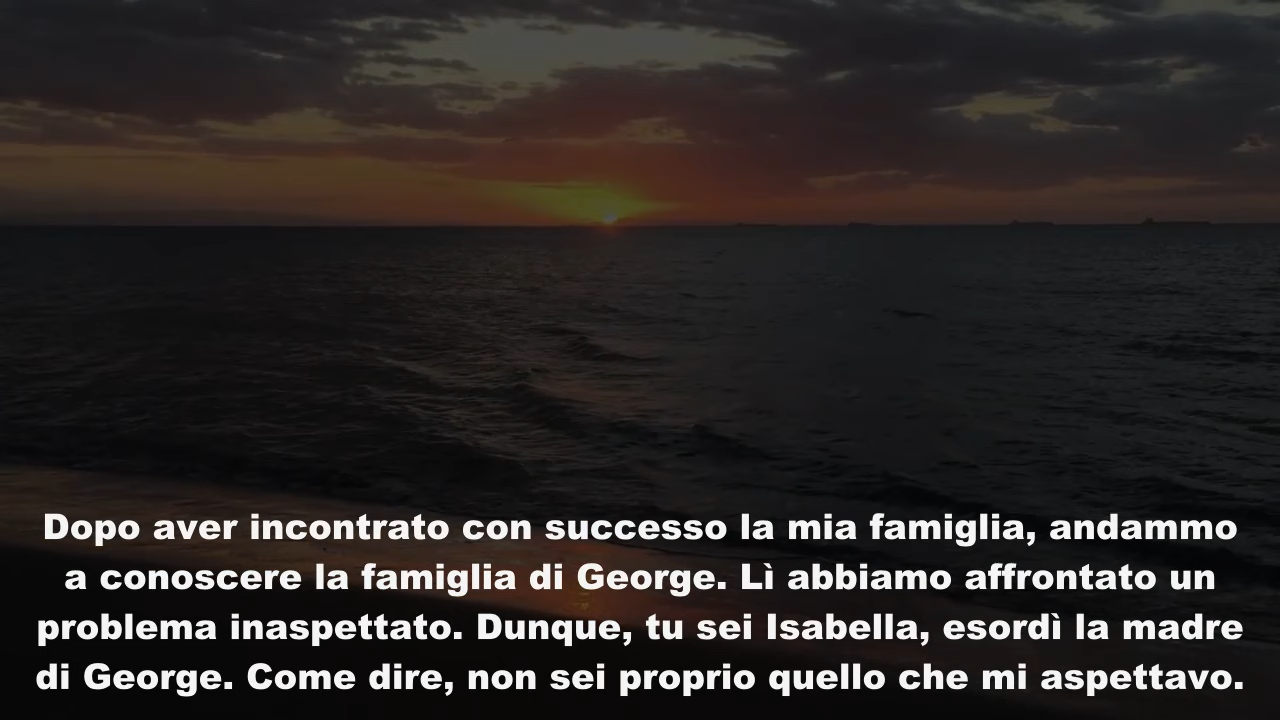 Dopo aver incontrato con successo la mia famiglia, andammo
a conoscere la famiglia di George. Lì abbiamo affrontato un
problema inaspettato. Dunque, tu sei Isabella, esordì la madre
di George. Come dire, non sei proprio quello che mi aspettavo.